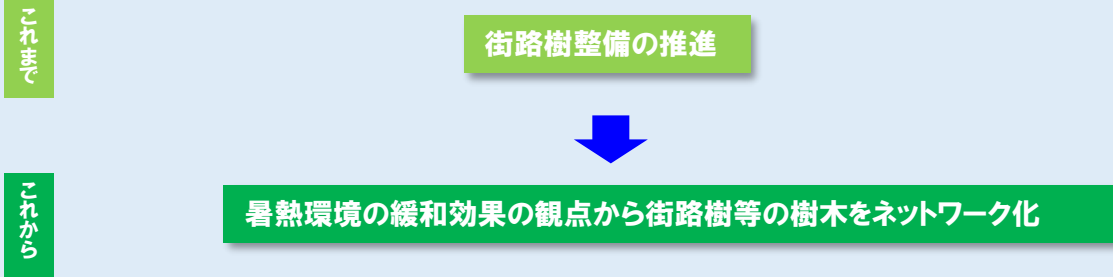 これまで
街路樹整備の推進
これから
暑熱環境の緩和効果の観点から街路樹等の樹木をネットワーク化